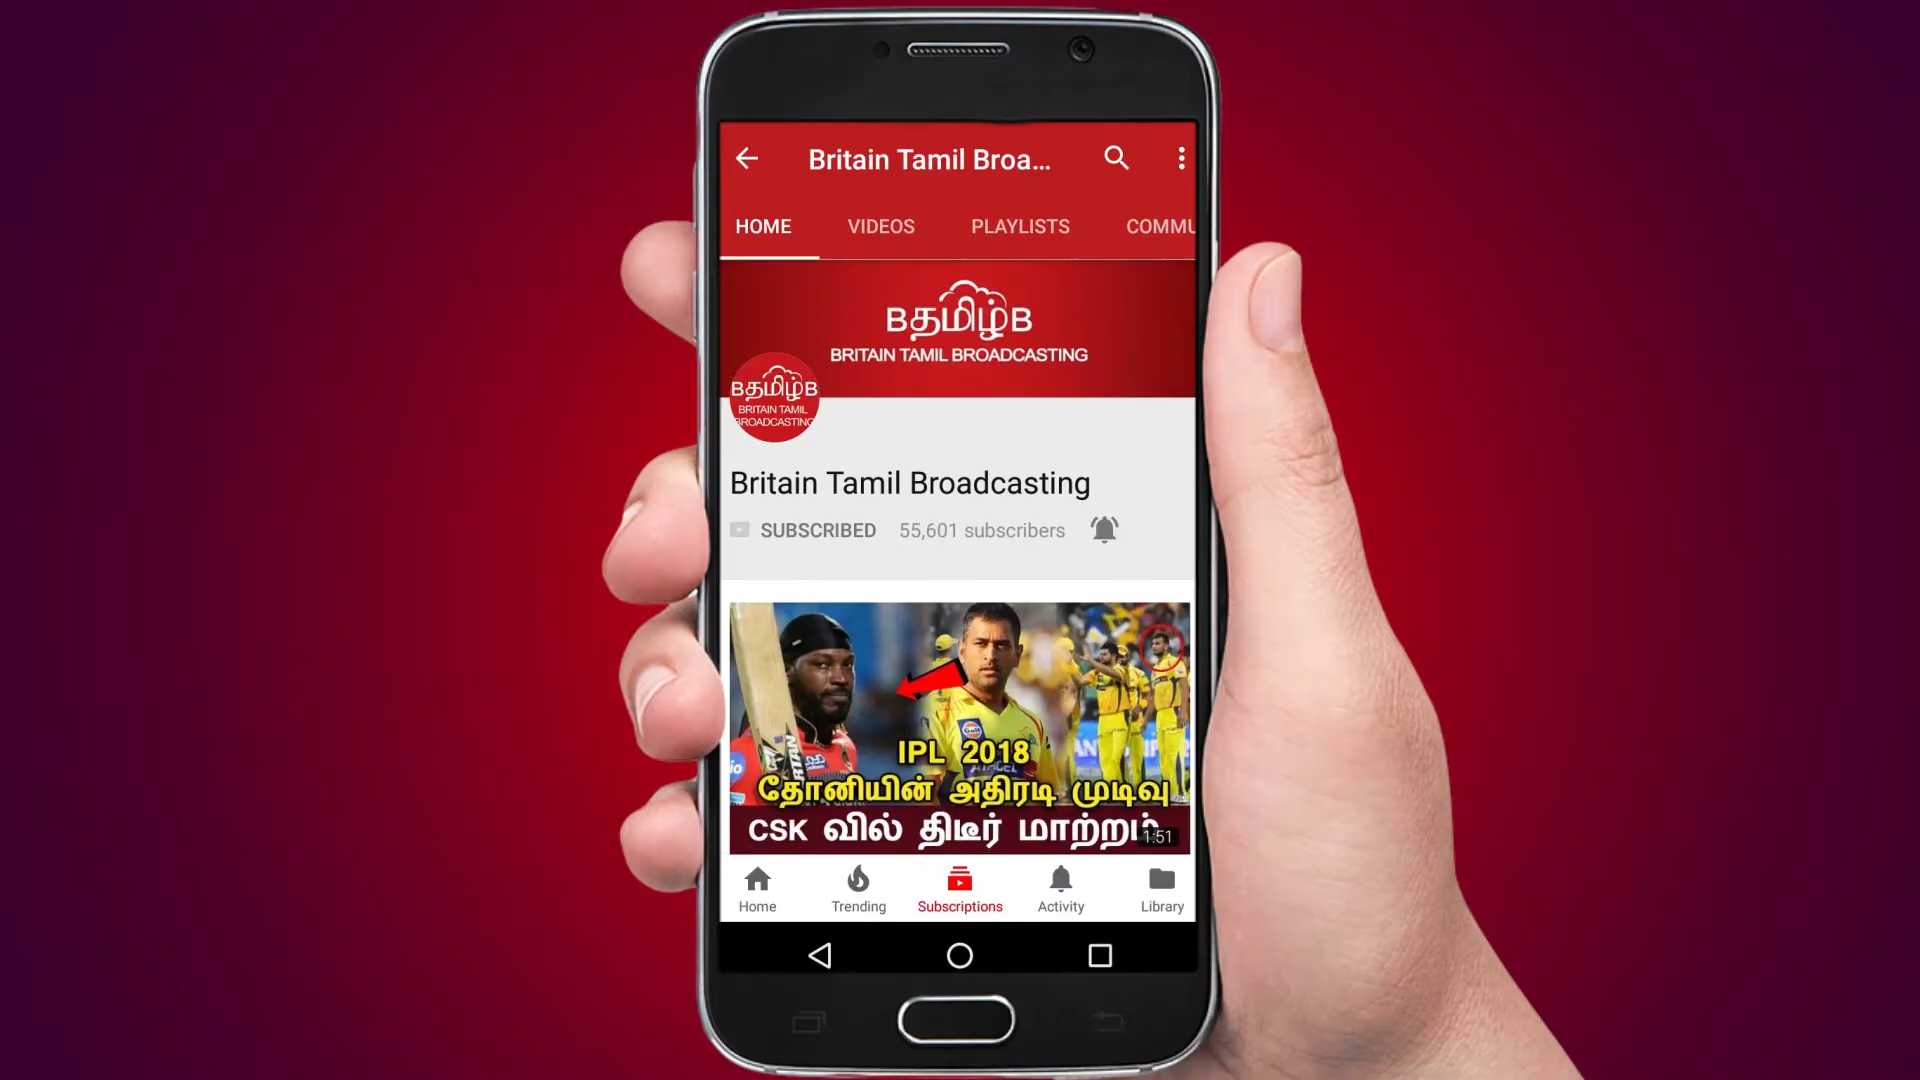 Britain Tamil Broa...
HOME VIDEOS PLAYLISTS COMMU
Bதமிழ்B
BRITAIN TAMIL BROADCASTING
Bதமிழ்B
BRITAIN TAMIL
BROADCASTING
Britain Tamil Broadcasting
SUBSCRIBED 55,601 subscribers
IPL 2018
தோனியின் அதிரடி முடிவு
CSK வில் திடீர் மாற்றம்
1:51
Home Trending Subscriptions Activity Library